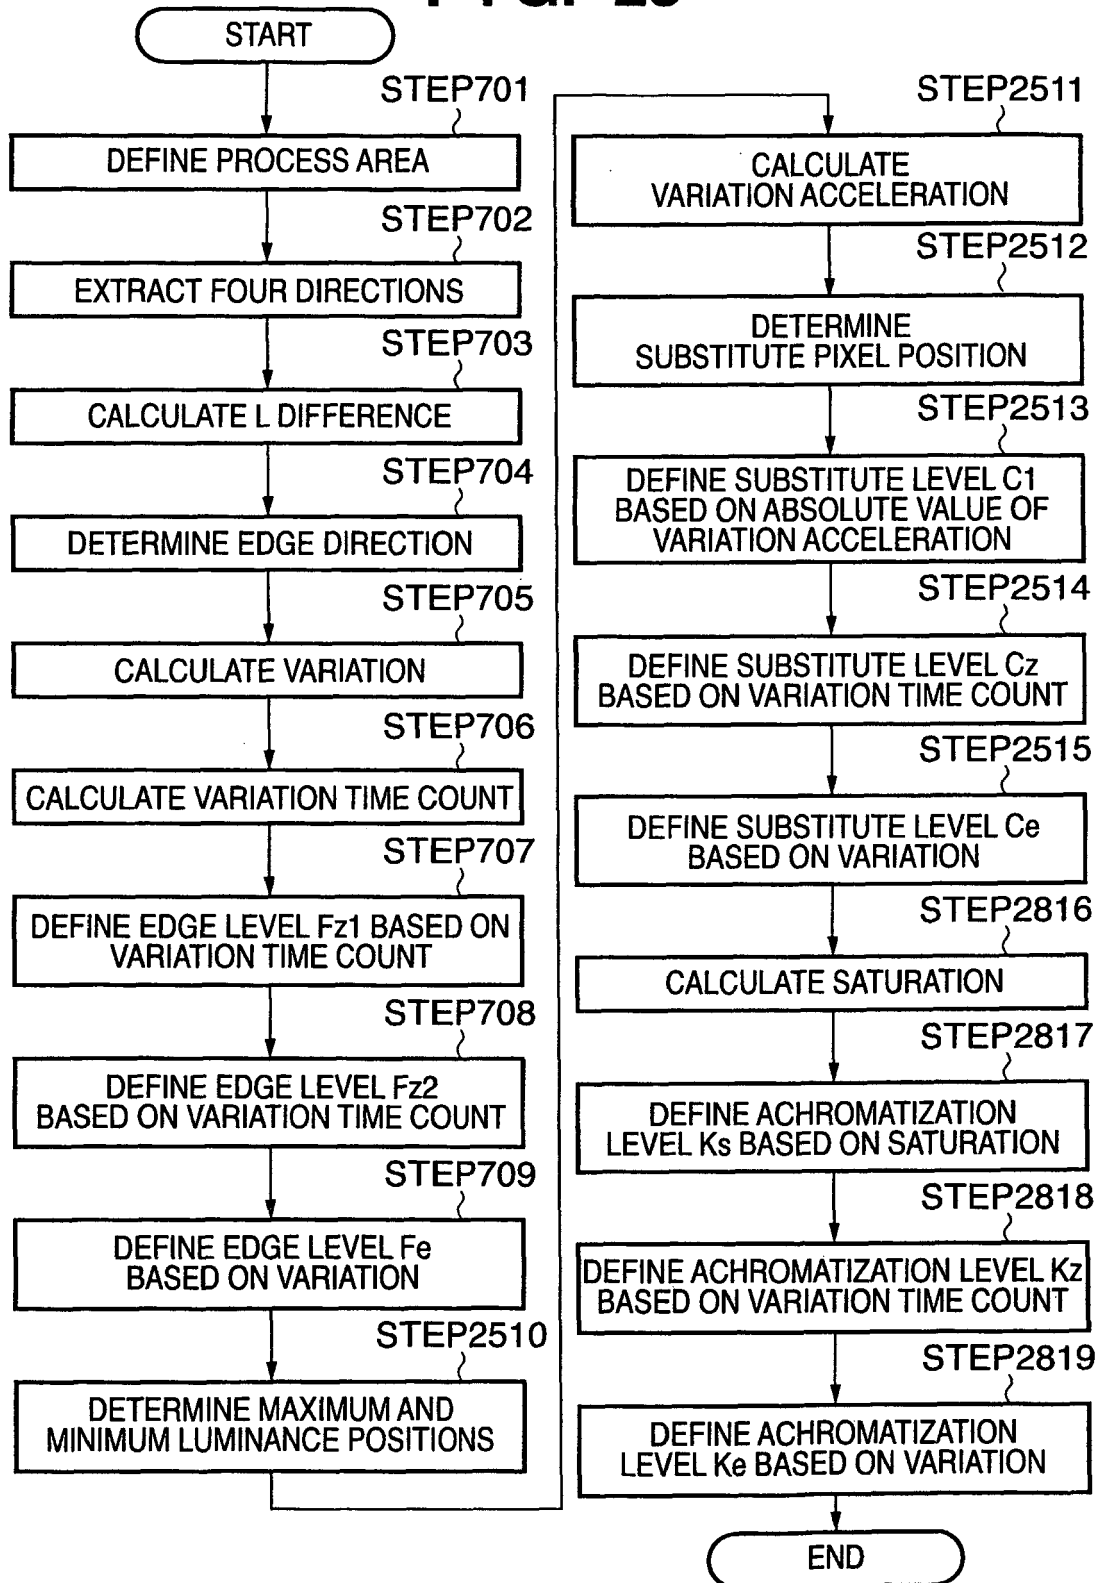 START
STEP701
DEFINE PROCESS AREA
STEP702
EXTRACT FOUR DIRECTIONS
STEP703
CALCULATE L DIFFERENCE
STEP704
DETERMINE EDGE DIRECTION
STEP705
CALCULATE VARIATION
STEP706
CALCULATE VARIATION TIME COUNT
STEP707
DEFINE EDGE LEVEL Fz1 BASED ON
VARIATION TIME COUNT
STEP708
DEFINE EDGE LEVEL Fz2
BASED ON VARIATION TIME COUNT
STEP709
DEFINE EDGE LEVEL Fe
BASED ON VARIATION
STEP2510
DETERMINE MAXIMUM AND
MINIMUM LUMINANCE POSITIONS
STEP2511
CALCULATE
VARIATION ACCELERATION
STEP2512
DETERMINE
SUBSTITUTE PIXEL POSITION
STEP2513
DEFINE SUBSTITUTE LEVEL C1
BASED ON ABSOLUTE VALUE OF
VARIATION ACCELERATION
STEP2514
DEFINE SUBSTITUTE LEVEL Cz
BASED ON VARIATION TIME COUNT
STEP2515
DEFINE SUBSTITUTE LEVEL Ce
BASED ON VARIATION
STEP2816
CALCULATE SATURATION
STEP2817
DEFINE ACHROMATIZATION
LEVEL Ks BASED ON SATURATION
STEP2818
DEFINE ACHROMATIZATION LEVEL Kz
BASED ON VARIATION TIME COUNT
STEP2819
DEFINE ACHROMATIZATION
LEVEL Ke BASED ON VARIATION
END